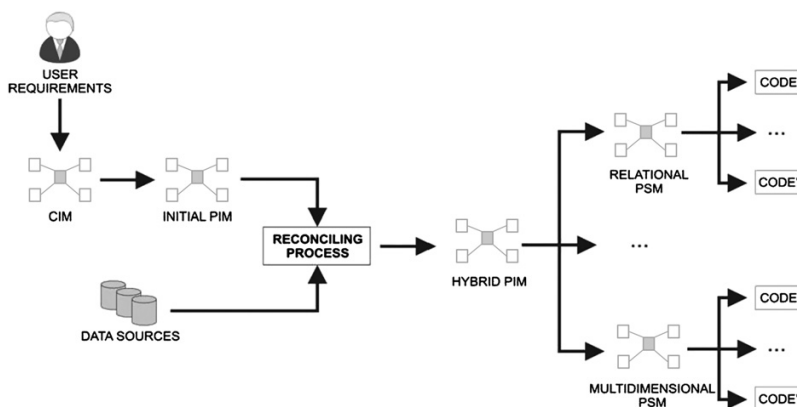 USER
REQUIREMENTS
CIM
INITIAL PIM
RECONCILING
PROCESS
DATA SOURCES
HYBRID PIM
...
RELATIONAL
PSM
CODE
...
CODE'
MULTIDIMENSIONAL
PSM
CODE
...
CODE'